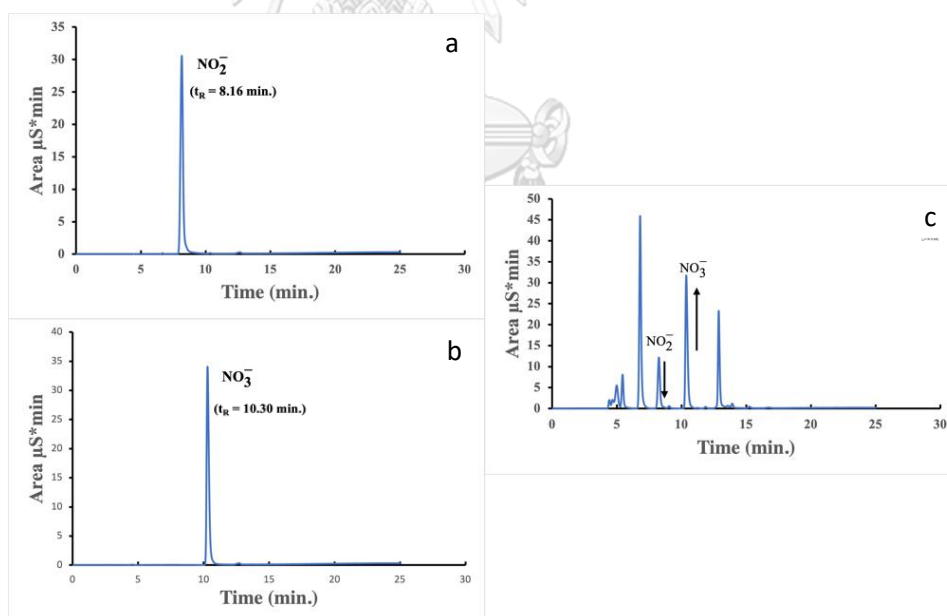 a
35
30
25
20
15
10
5
0
Area µS*min
NO₂⁻
(tR = 8.16 min.)
0 5 10 15 20 25 30
Time (min.)
b
40
35
30
25
20
15
10
5
0
Area µS*min
NO₃⁻
(tR = 10.30 min.)
0 5 10 15 20 25 30
Time (min.)
c
50
45
40
35
30
25
20
15
10
5
0
Area µS*min
NO₃⁻
NO₂⁻
0 5 10 15 20 25 30
Time (min.)